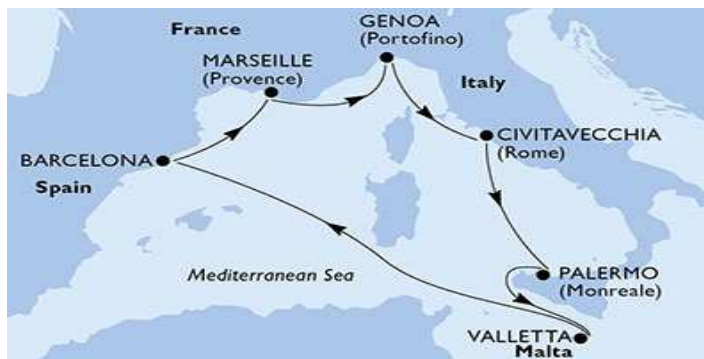 France
GENOA
(Portofino)
MARSEILLE
(Provence)
Italy
CIVITAVECCHIA
(Rome)
BARCELONA
Spain
Mediterranean Sea
PALERMO
(Monreale)
VALLETTA
Malta